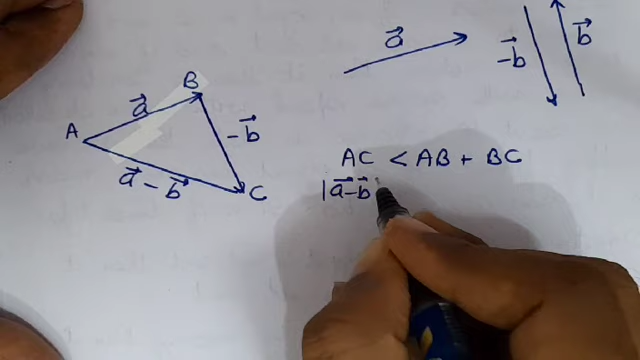 a⃗
-b⃗
b⃗
B
a⃗
A
-b⃗
a⃗ - b⃗
C
AC < AB + BC
|a⃗-b⃗